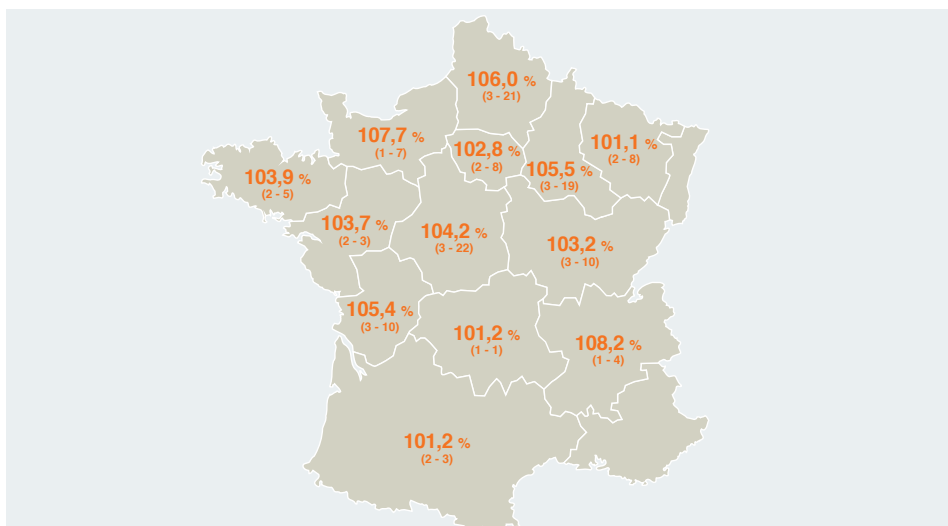 106,0 %
(3 - 21)
107,7 %
(1 - 7)
102,8 %
(2 - 8)
105,5 %
(3 - 19)
101,1 %
(2 - 8)
103,9 %
(2 - 5)
103,7 %
(2 - 3)
104,2 %
(3 - 22)
103,2 %
(3 - 10)
105,4 %
(3 - 10)
101,2 %
(1 - 1)
108,2 %
(1 - 4)
101,2 %
(2 - 3)